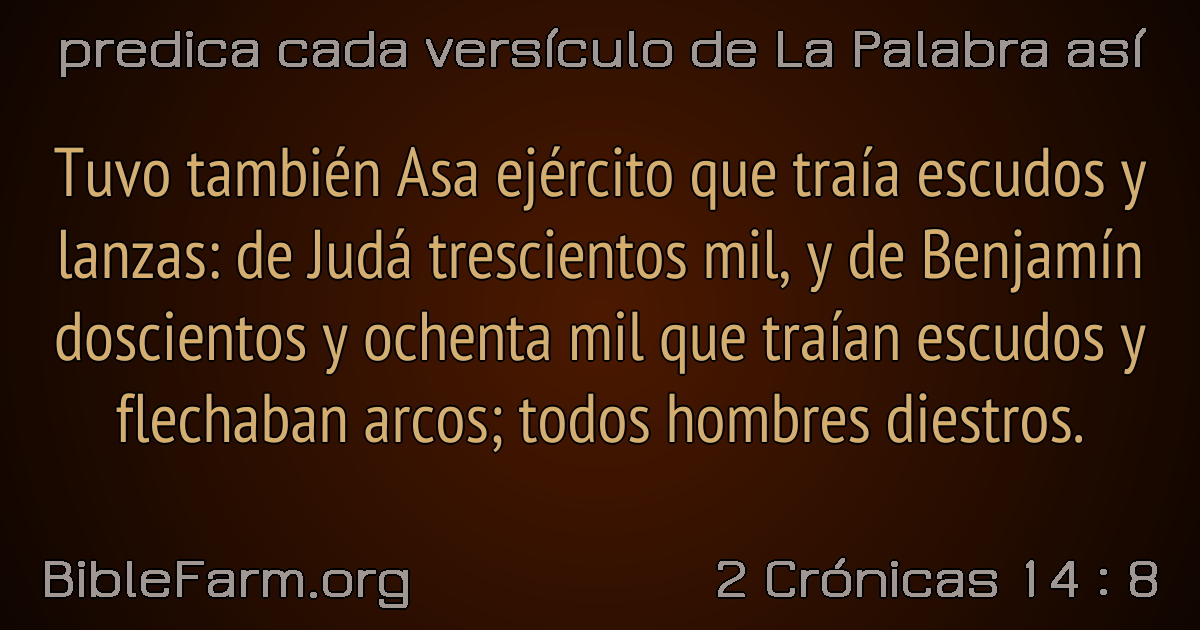 predica cada versículo de La Palabra así
Tuvo también Asa ejército que traía escudos y
lanzas: de Judá trescientos mil, y de Benjamín
doscientos y ochenta mil que traían escudos y
flechaban arcos; todos hombres diestros.
BibleFarm.org
2 Crónicas 14 : 8